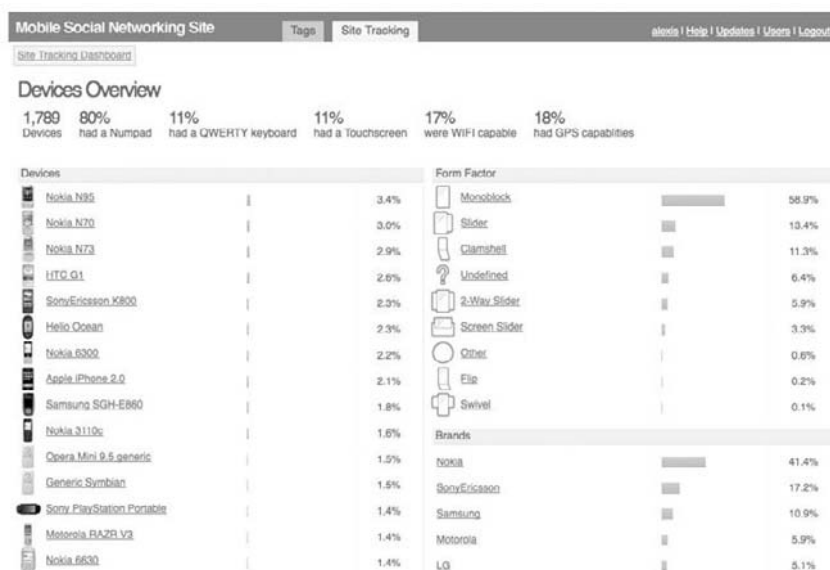 Mobile Social Networking Site Tags Site Tracking alexis | Help | Updates | Users | Logout
Site Tracking Dashboard
Devices Overview
1,789 80% 11% 11% 17% 18%
Devices had a Numpad had a QWERTY keyboard had a Touchscreen were WIFI capable had GPS capablities
Devices
Nokia N95 3.4%
Nokia N70 3.0%
Nokia N73 2.9%
HTC G1 2.6%
SonyEricsson K800 2.3%
Helio Ocean 2.3%
Nokia 6300 2.2%
Apple iPhone 2.0 2.1%
Samsung SGH-E860 1.8%
Nokia 3110c 1.6%
Opera Mini 9.5 generic 1.5%
Generic Symbian 1.5%
Sony PlayStation Portable 1.4%
Motorola RAZR V3 1.4%
Nokia 6630 1.4%
Form Factor
Monoblock 58.9%
Slider 13.4%
Clamshell 11.3%
Undefined 6.4%
2-Way Slider 5.9%
Screen Slider 3.3%
Other 0.6%
Flip 0.2%
Swivel 0.1%
Brands
Nokia 41.4%
SonyEricsson 17.2%
Samsung 10.9%
Motorola 5.9%
LG 5.1%